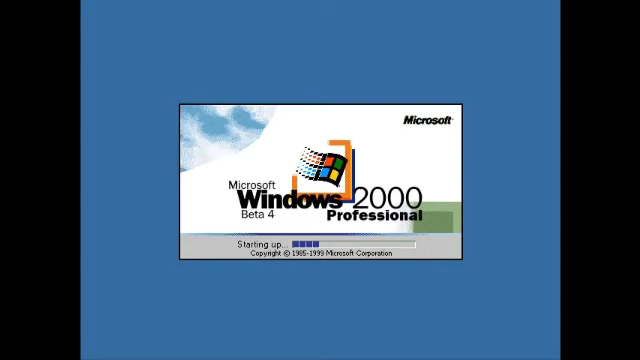 Microsoft
Microsoft
Windows 2000
Beta 4
Professional
Starting up...
Copyright © 1985-1999 Microsoft Corporation